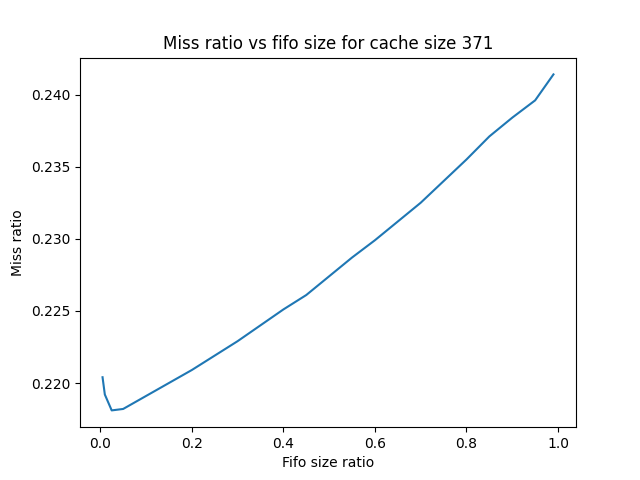 Miss ratio vs fifo size for cache size 371
0.240
0.235
0.230
0.225
0.220
Miss ratio
0.0 0.2 0.4 0.6 0.8 1.0
Fifo size ratio